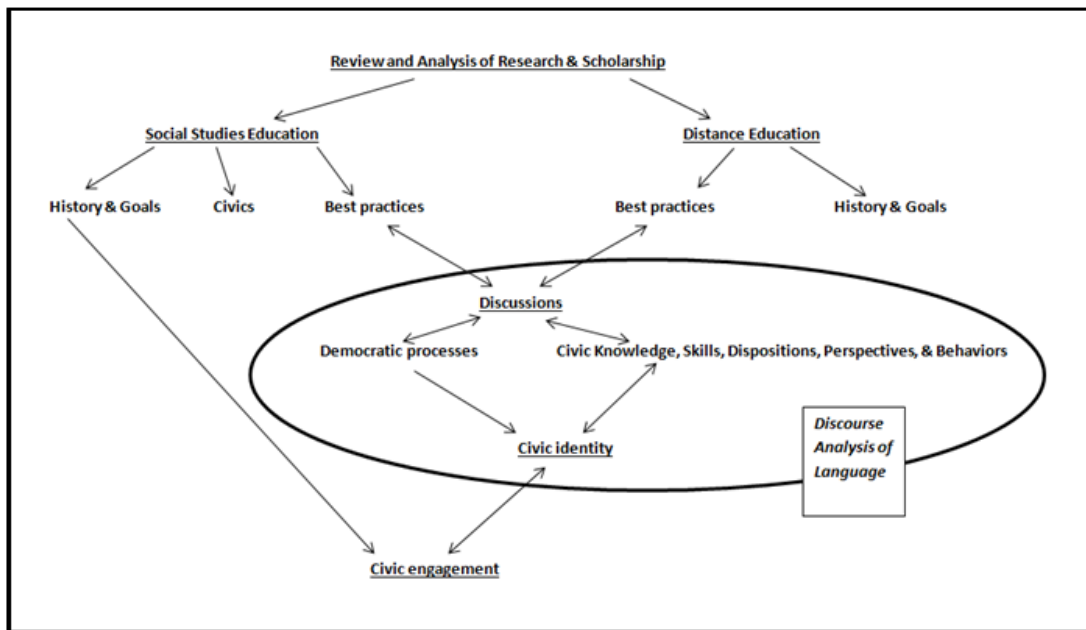 Review and Analysis of Research & Scholarship
Social Studies Education
Distance Education
History & Goals
Civics
Best practices
Best practices
History & Goals
Discussions
Democratic processes
Civic Knowledge, Skills, Dispositions, Perspectives, & Behaviors
Discourse
Analysis of
Language
Civic identity
Civic engagement